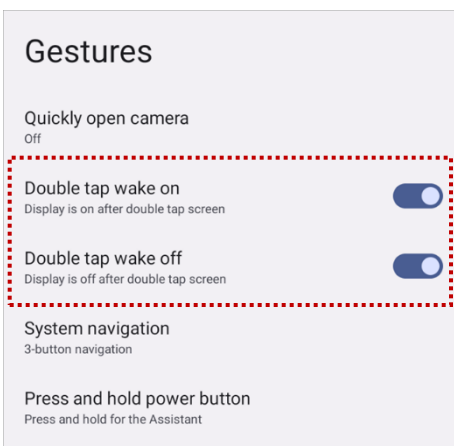 Gestures
Quickly open camera
Off
Double tap wake on
Display is on after double tap screen
Double tap wake off
Display is off after double tap screen
System navigation
3-button navigation
Press and hold power button
Press and hold for the Assistant